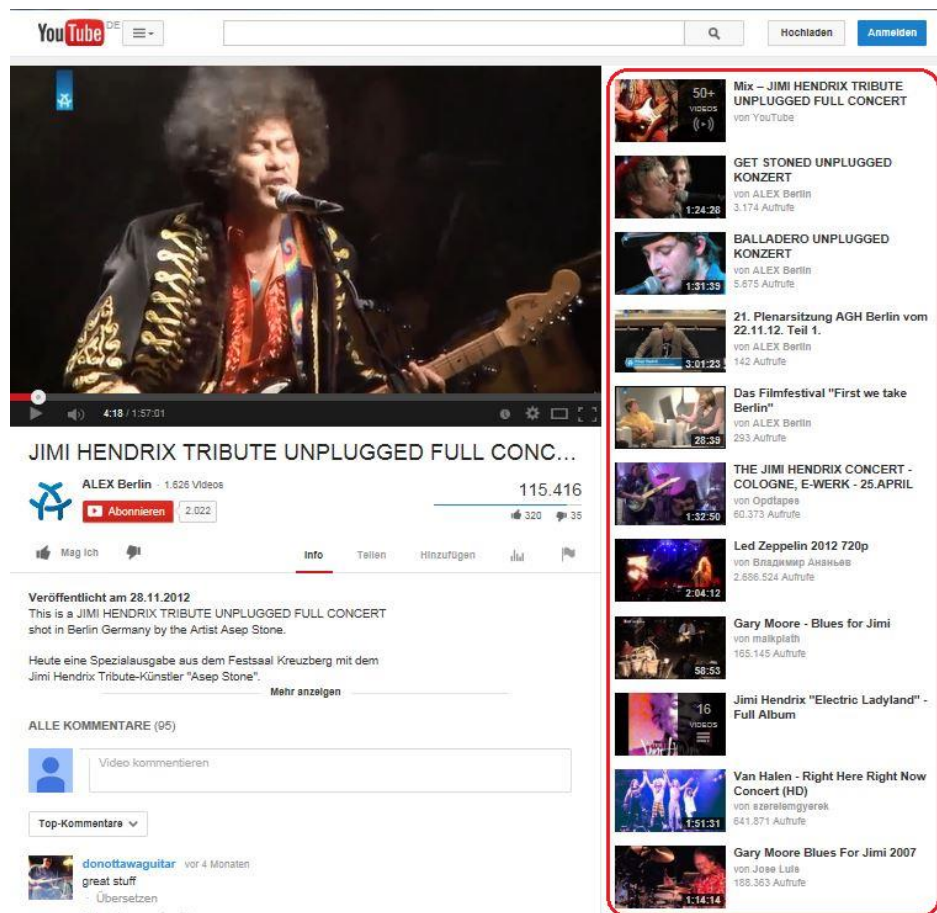 YouTube DE
Hochladen
Anmelden
4:18 / 1:57:01
JIMI HENDRIX TRIBUTE UNPLUGGED FULL CONC...
ALEX Berlin · 1.626 Videos
Abonnieren 2.022
115.416
320 35
Mag ich
Info Teilen Hinzufügen
Veröffentlicht am 28.11.2012
This is a JIMI HENDRIX TRIBUTE UNPLUGGED FULL CONCERT
shot in Berlin Germany by the Artist Asep Stone.
Heute eine Spezialausgabe aus dem Festsaal Kreuzberg mit dem
Jimi Hendrix Tribute-Künstler "Asep Stone".
Mehr anzeigen
ALLE KOMMENTARE (95)
Video kommentieren
Top-Kommentare
donottawaguitar vor 4 Monaten
great stuff
· Übersetzen
50+
VIDEOS
Mix – JIMI HENDRIX TRIBUTE
UNPLUGGED FULL CONCERT
von YouTube
1:24:28
GET STONED UNPLUGGED
KONZERT
von ALEX Berlin
3.174 Aufrufe
1:31:39
BALLADERO UNPLUGGED
KONZERT
von ALEX Berlin
5.675 Aufrufe
3:01:23
21. Plenarsitzung AGH Berlin vom
22.11.12. Teil 1.
von ALEX Berlin
142 Aufrufe
28:39
Das Filmfestival "First we take
Berlin"
von ALEX Berlin
293 Aufrufe
1:32:50
THE JIMI HENDRIX CONCERT -
COLOGNE, E-WERK - 25.APRIL
von Opdtapes
60.373 Aufrufe
2:04:12
Led Zeppelin 2012 720p
von Владимир Ананьев
2.686.524 Aufrufe
58:53
Gary Moore - Blues for Jimi
von malkplath
165.145 Aufrufe
16
VIDEOS
Jimi Hendrix "Electric Ladyland" -
Full Album
1:51:31
Van Halen - Right Here Right Now
Concert (HD)
von szerelemgyerek
641.871 Aufrufe
1:14:14
Gary Moore Blues For Jimi 2007
von Jose Luis
188.363 Aufrufe